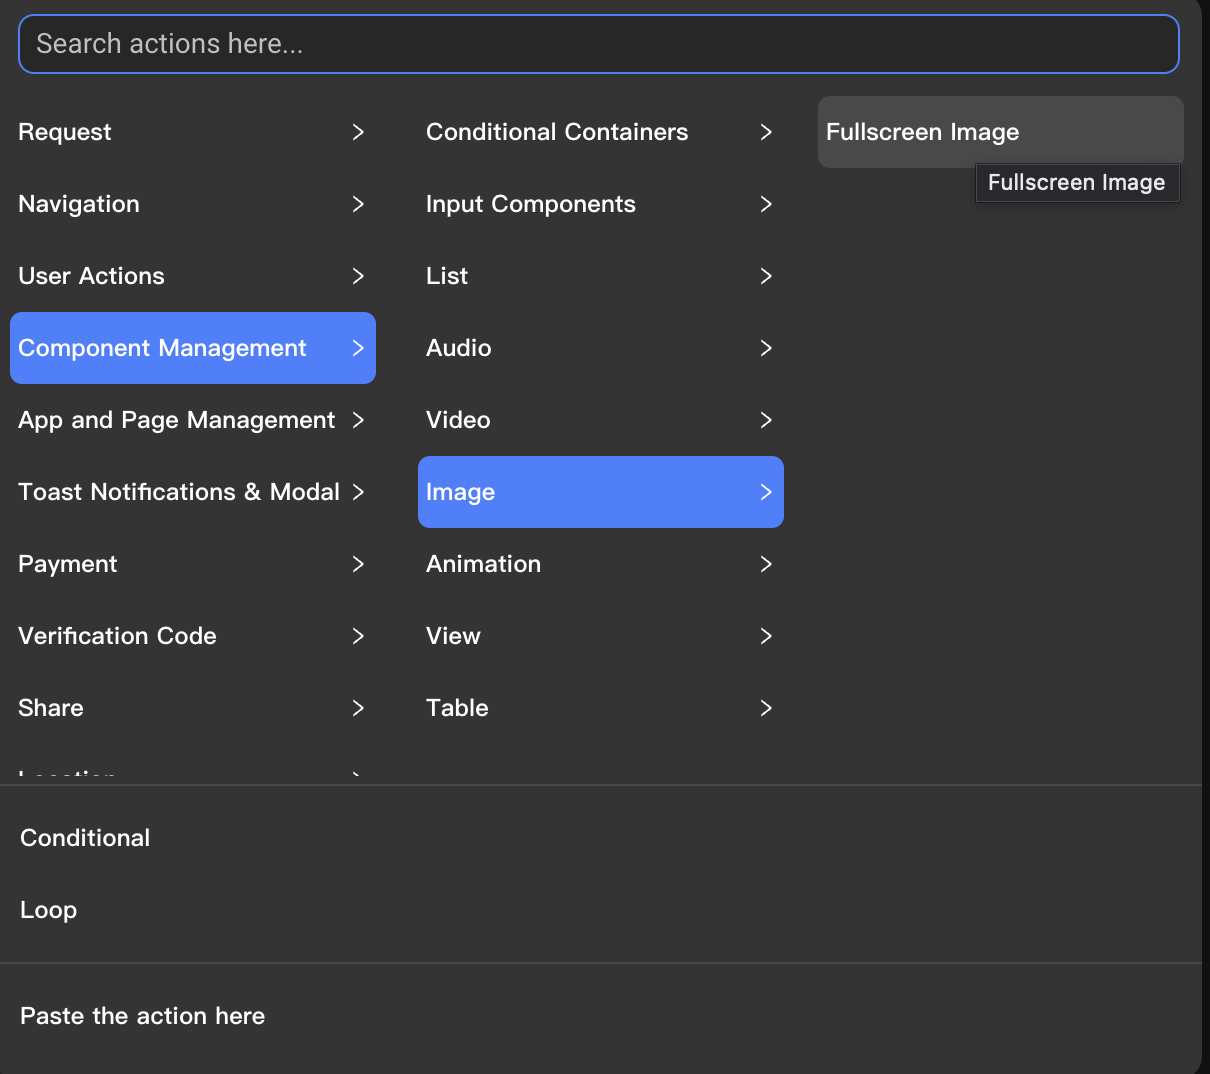 Search actions here...
Request
Navigation
User Actions
Component Management
App and Page Management
Toast Notifications & Modal
Payment
Verification Code
Share
Conditional Containers
Input Components
List
Audio
Video
Image
Animation
View
Table
Fullscreen Image
Fullscreen Image
Conditional
Loop
Paste the action here